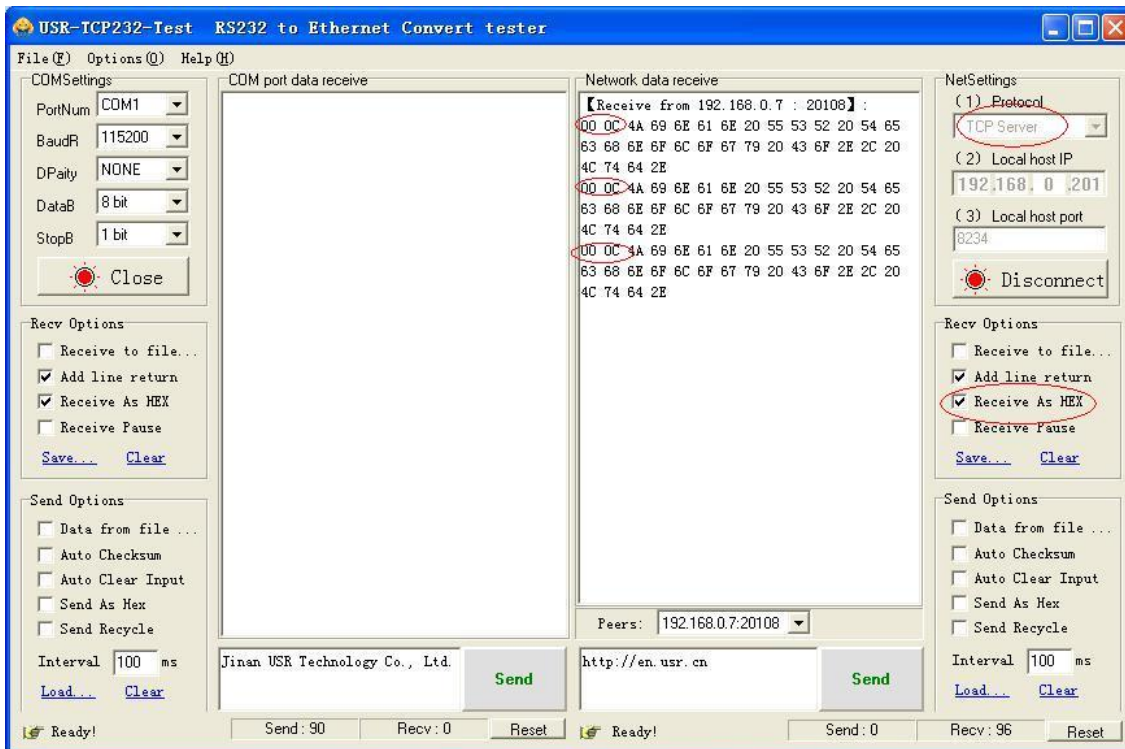 USR-TCP232-Test RS232 to Ethernet Convert tester
File(F) Options(O) Help(H)
COMSettings
PortNum COM1
BaudR 115200
DPaity NONE
DataB 8 bit
StopB 1 bit
Close
Recv Options
Receive to file...
Add line return
Receive As HEX
Receive Pause
Save... Clear
Send Options
Data from file ...
Auto Checksum
Auto Clear Input
Send As Hex
Send Recycle
Interval 100 ms
Load... Clear
Ready!
COM port data receive
Jinan USR Technology Co., Ltd.
Send
Send : 90 Recv : 0 Reset
Network data receive
【Receive from 192.168.0.7 : 20108】:
00 0C 4A 69 6E 61 6E 20 55 53 52 20 54 65
63 68 6E 6F 6C 6F 67 79 20 43 6F 2E 2C 20
4C 74 64 2E
00 0C 4A 69 6E 61 6E 20 55 53 52 20 54 65
63 68 6E 6F 6C 6F 67 79 20 43 6F 2E 2C 20
4C 74 64 2E
00 0C 4A 69 6E 61 6E 20 55 53 52 20 54 65
63 68 6E 6F 6C 6F 67 79 20 43 6F 2E 2C 20
4C 74 64 2E
Peers: 192.168.0.7:20108
http://en.usr.cn
Send
Ready!
Send : 0 Recv : 96 Reset
NetSettings
(1) Protocol
TCP Server
(2) Local host IP
192.168. 0 .201
(3) Local host port
8234
Disconnect
Recv Options
Receive to file...
Add line return
Receive As HEX
Receive Pause
Save... Clear
Send Options
Data from file ...
Auto Checksum
Auto Clear Input
Send As Hex
Send Recycle
Interval 100 ms
Load... Clear